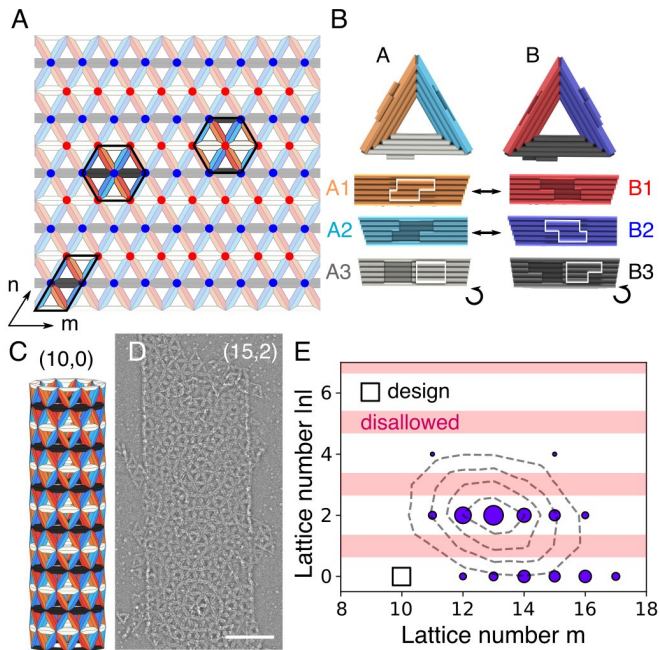 A
n
m
B
A
B
A1
B1
A2
B2
A3
B3
C
(10,0)
D
(15,2)
E
design
disallowed
Lattice number |n|
6
4
2
0
8
10
12
14
16
18
Lattice number m